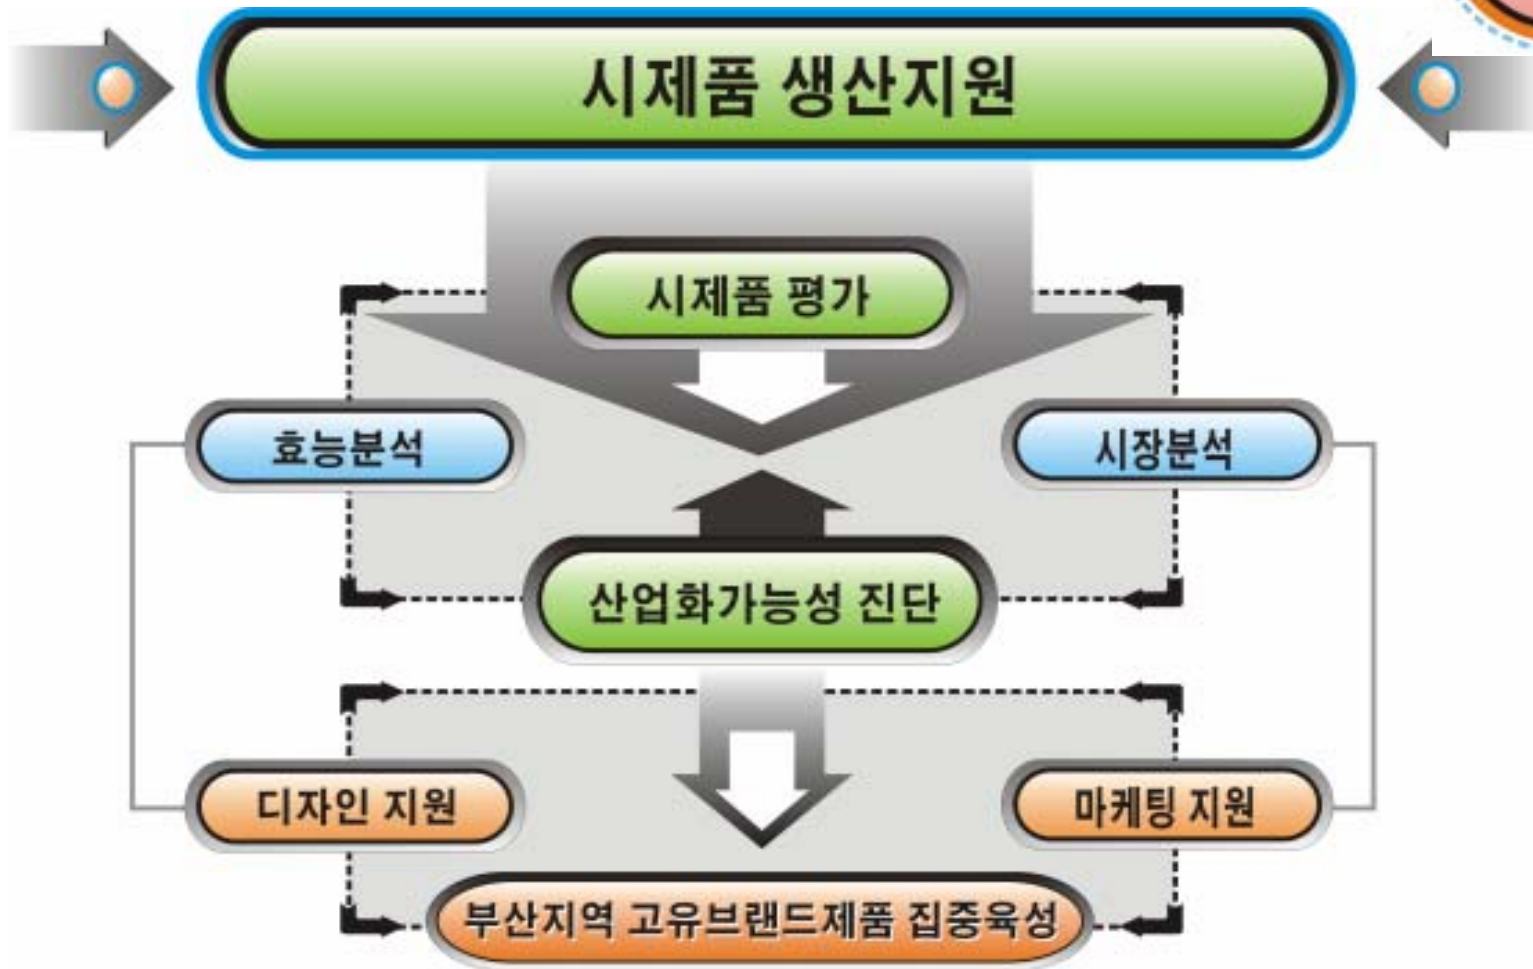 시제품 생산지원
시제품 평가
효능분석
시장분석
산업화가능성 진단
디자인 지원
마케팅 지원
부산지역 고유브랜드제품 집중육성